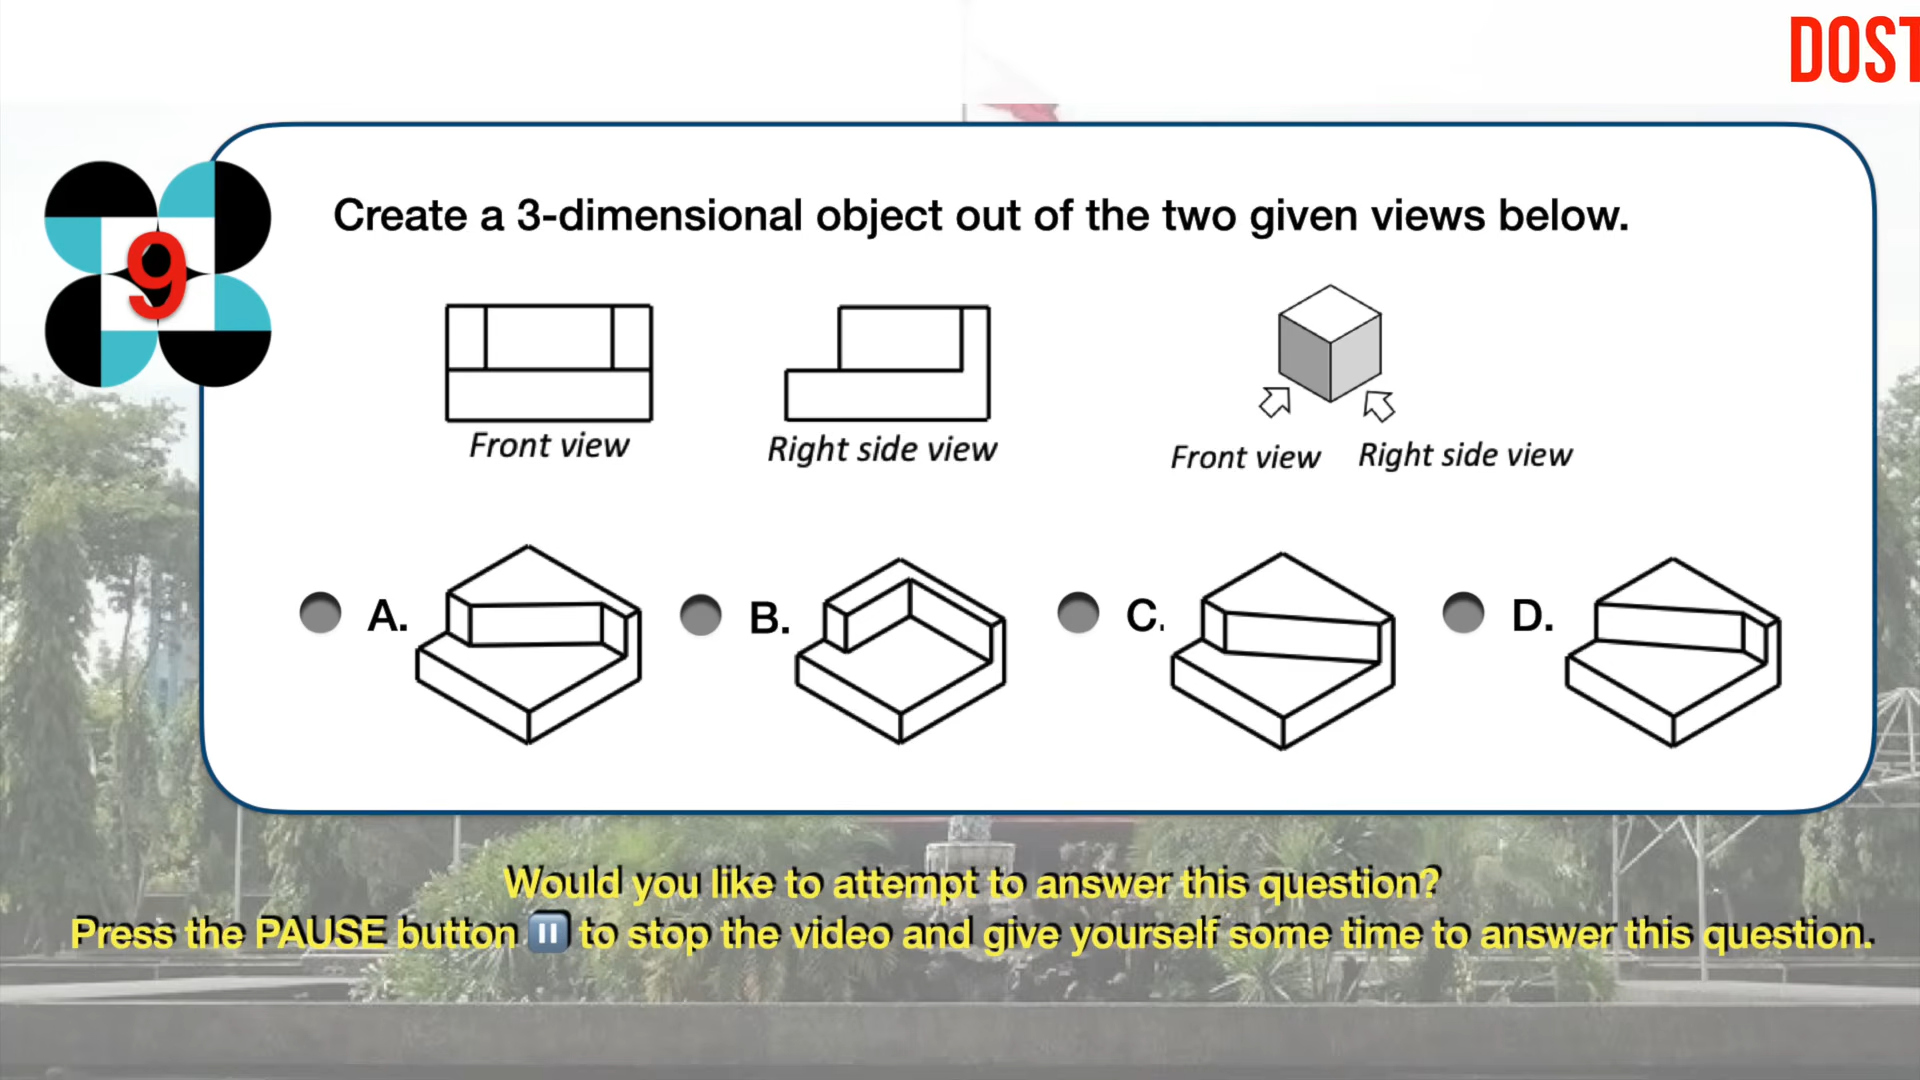 DOST
9
Create a 3-dimensional object out of the two given views below.
Front view
Right side view
Front view
Right side view
A.
B.
C.
D.
Would you like to attempt to answer this question?
Press the PAUSE button ⏸ to stop the video and give yourself some time to answer this question.